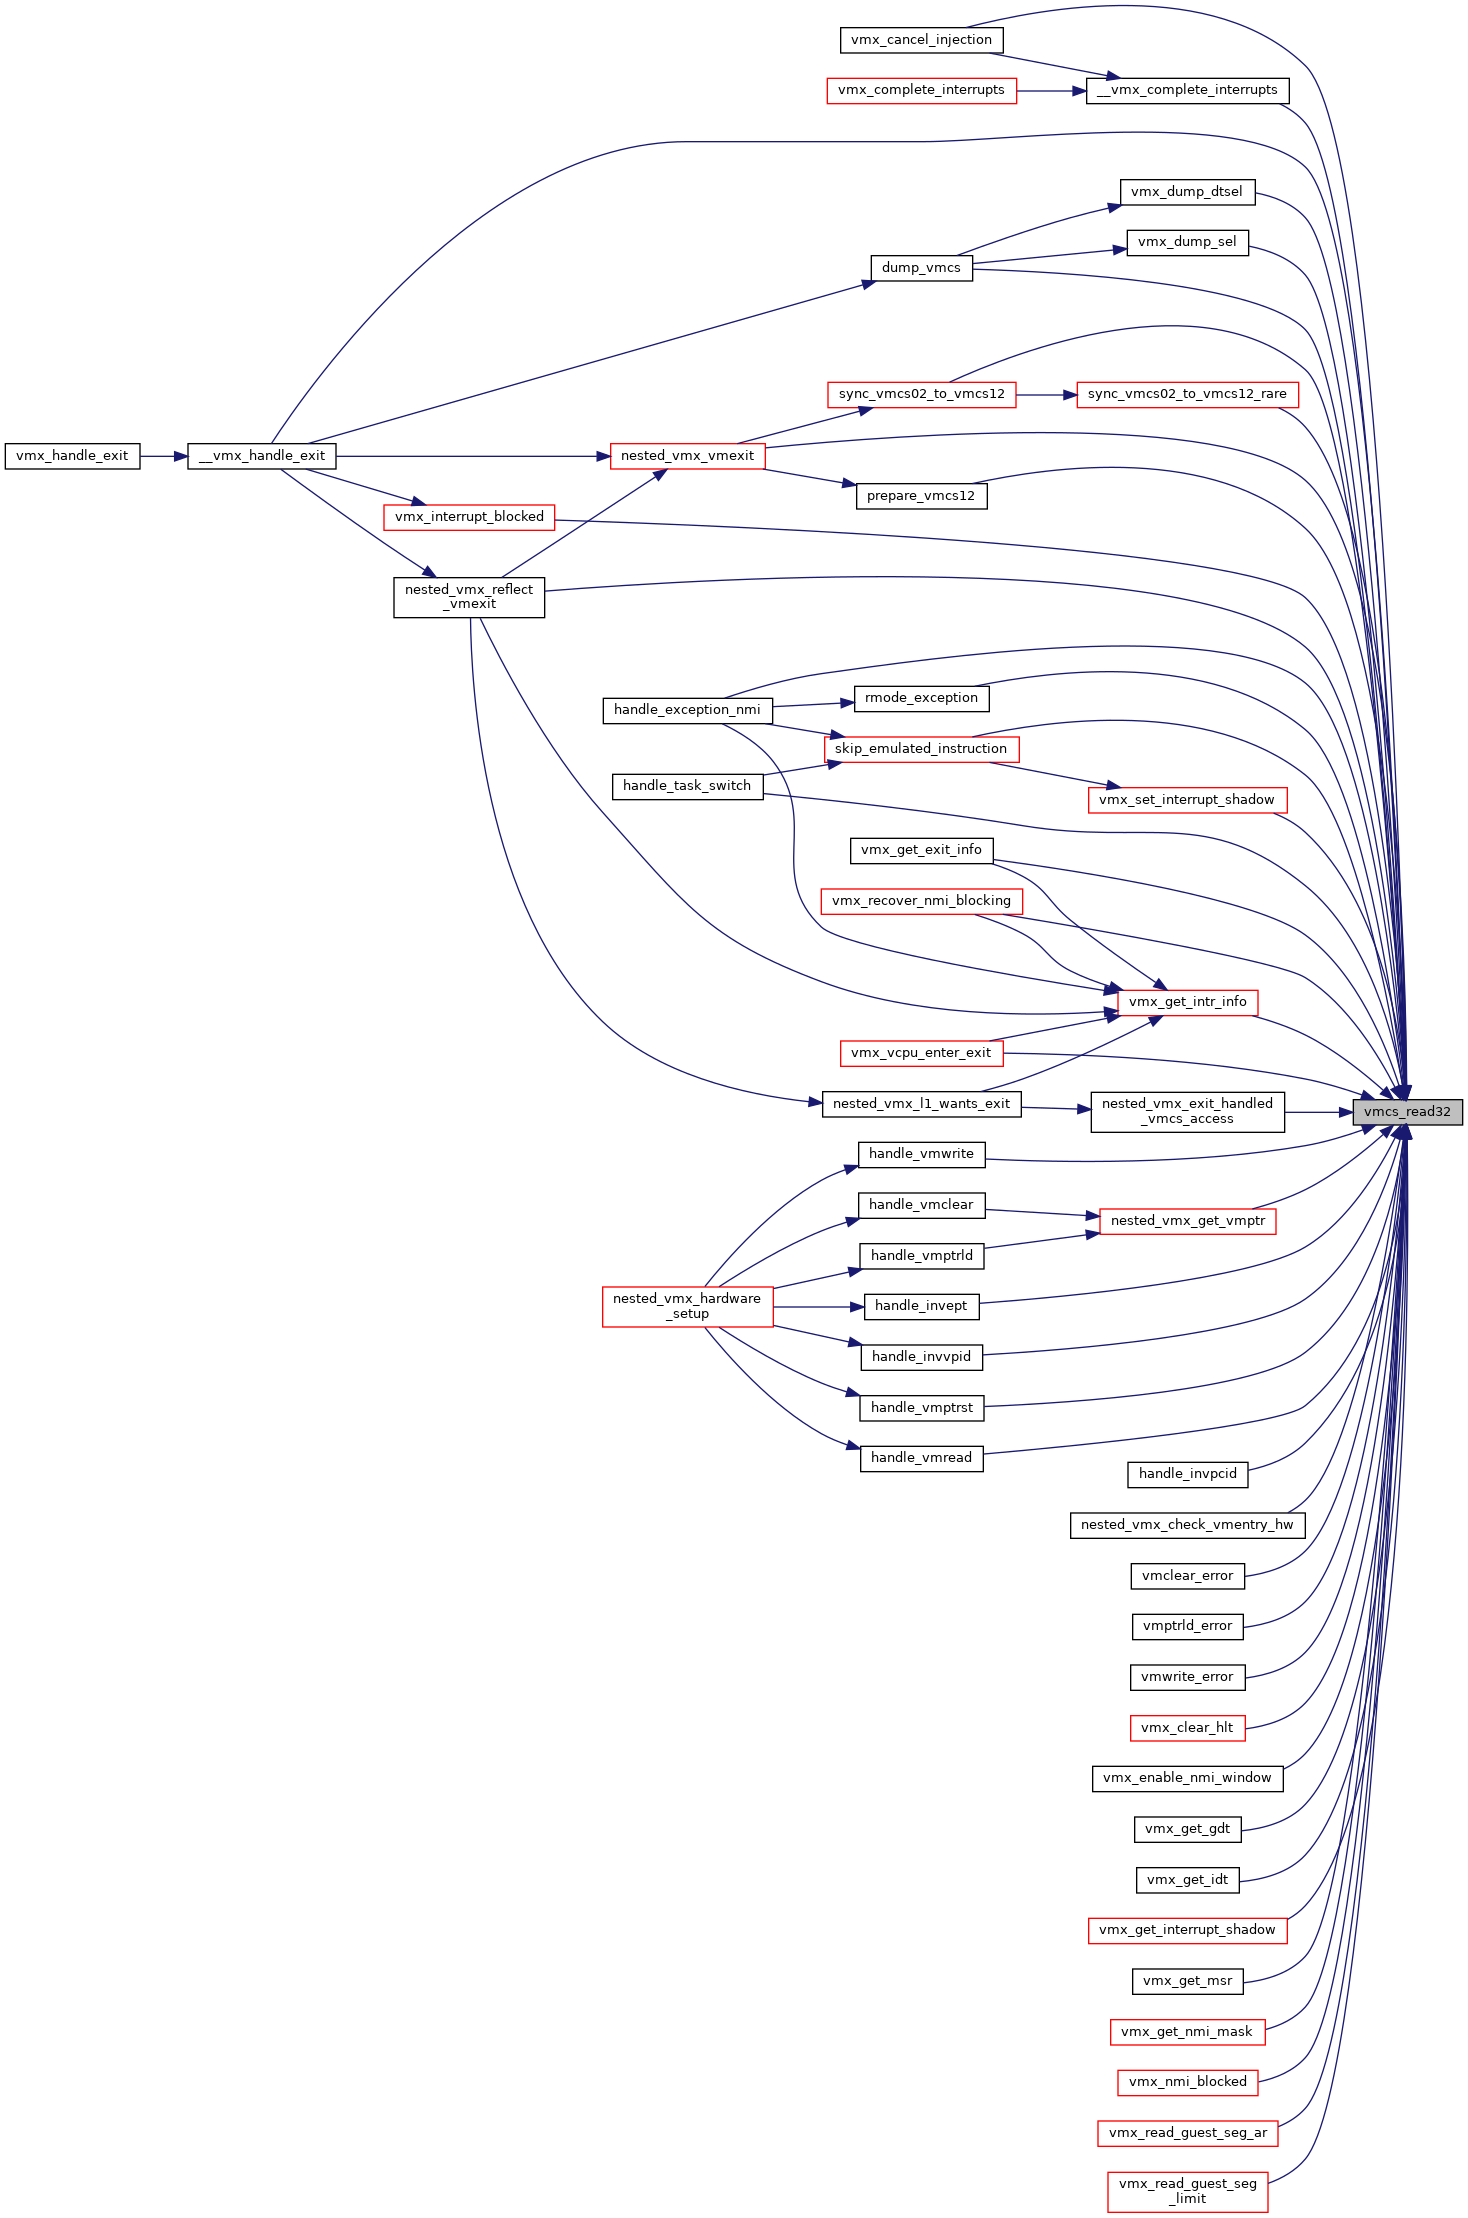 vmx_cancel_injection
vmx_complete_interrupts
__vmx_complete_interrupts
vmx_dump_dtsel
vmx_dump_sel
dump_vmcs
sync_vmcs02_to_vmcs12
sync_vmcs02_to_vmcs12_rare
vmx_handle_exit
__vmx_handle_exit
nested_vmx_vmexit
prepare_vmcs12
vmx_interrupt_blocked
nested_vmx_reflect
_vmexit
rmode_exception
handle_exception_nmi
skip_emulated_instruction
handle_task_switch
vmx_set_interrupt_shadow
vmx_get_exit_info
vmx_recover_nmi_blocking
vmx_get_intr_info
vmx_vcpu_enter_exit
nested_vmx_l1_wants_exit
nested_vmx_exit_handled
_vmcs_access
vmcs_read32
handle_vmwrite
handle_vmclear
nested_vmx_get_vmptr
handle_vmptrld
nested_vmx_hardware
_setup
handle_invept
handle_invvpid
handle_vmptrst
handle_vmread
handle_invpcid
nested_vmx_check_vmentry_hw
vmclear_error
vmptrld_error
vmwrite_error
vmx_clear_hlt
vmx_enable_nmi_window
vmx_get_gdt
vmx_get_idt
vmx_get_interrupt_shadow
vmx_get_msr
vmx_get_nmi_mask
vmx_nmi_blocked
vmx_read_guest_seg_ar
vmx_read_guest_seg
_limit